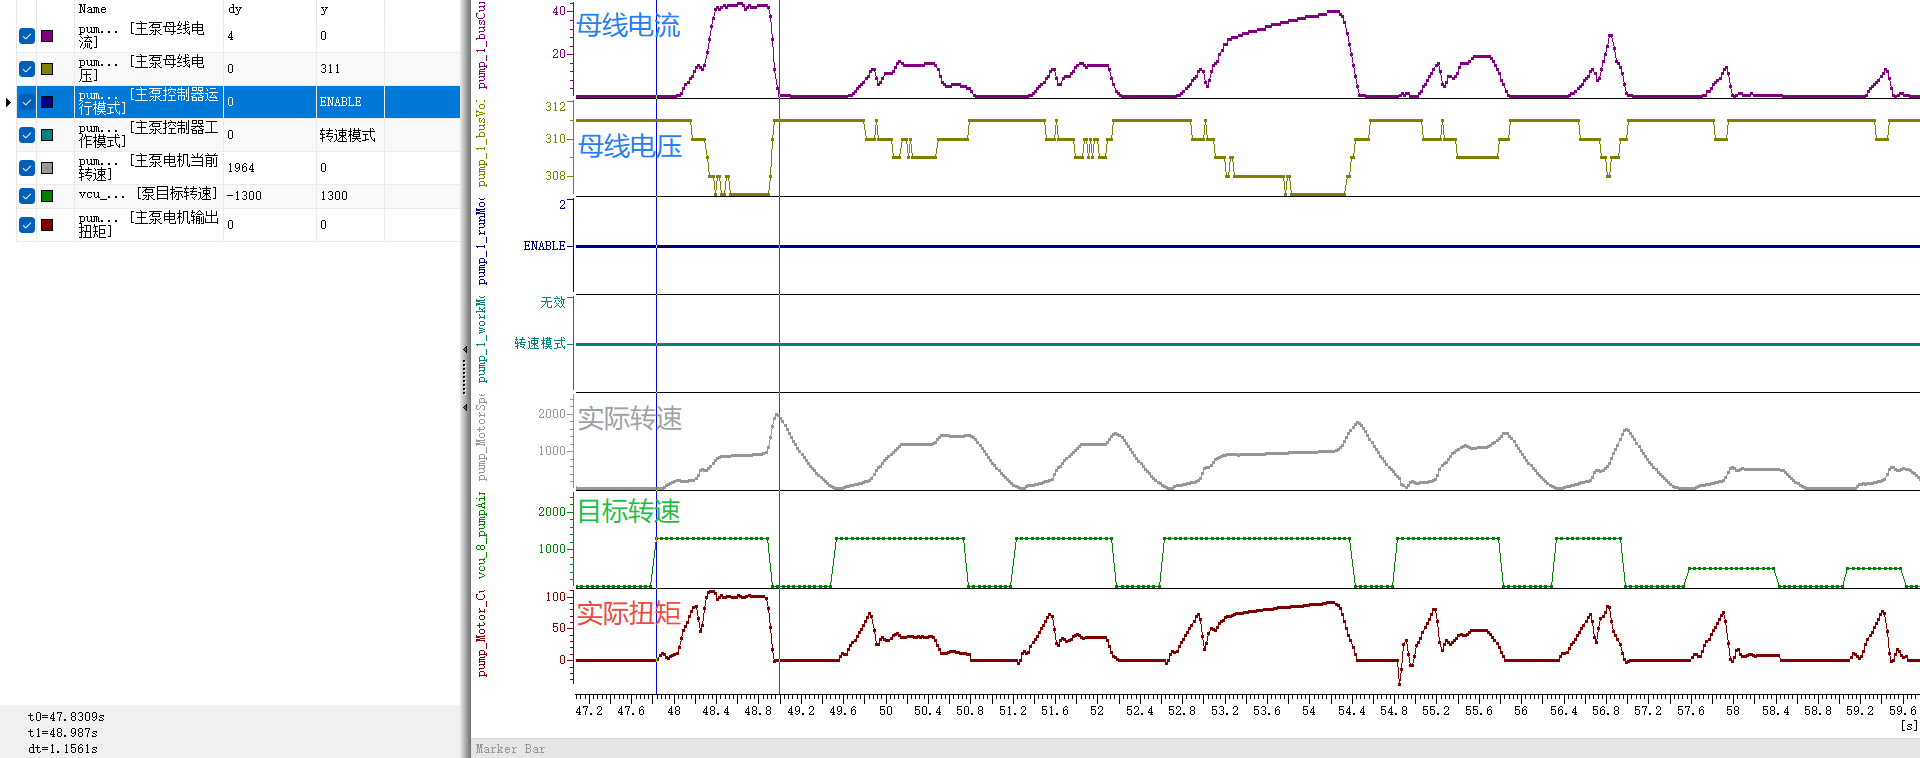 Name dy y
pum... [主泵母线电流] 4 0
pum... [主泵母线电压] 0 311
pum... [主泵控制器运行模式] 0 ENABLE
pum... [主泵控制器工作模式] 0 转速模式
pum... [主泵电机当前转速] 1964 0
vcu_... [泵目标转速] -1300 1300
pum... [主泵电机输出扭矩] 0 0
t0=47.8309s
t1=48.987s
dt=1.1561s
pump_1_busCu
40
20
母线电流
pump_1_busVo
312
310
308
母线电压
pump_1_runMo
2
ENABLE
pump_1_workM
无效
转速模式
pump_MotorSpe
2000
1000
实际转速
vcu_8_pumpAi
2000
1000
目标转速
pump_Motor_C
100
50
0
实际扭矩
47.2 47.6 48 48.4 48.8 49.2 49.6 50 50.4 50.8 51.2 51.6 52 52.4 52.8 53.2 53.6 54 54.4 54.8 55.2 55.6 56 56.4 56.8 57.2 57.6 58 58.4 58.8 59.2 59.6
[s]
Marker Bar